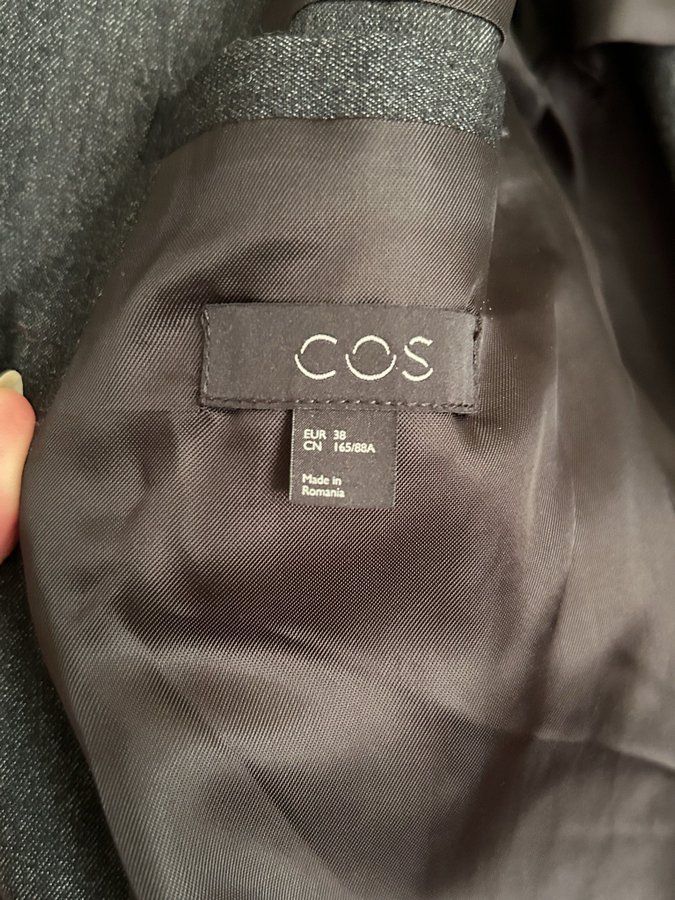 COS
EUR 38
CN 165/88A
Made in
Romania